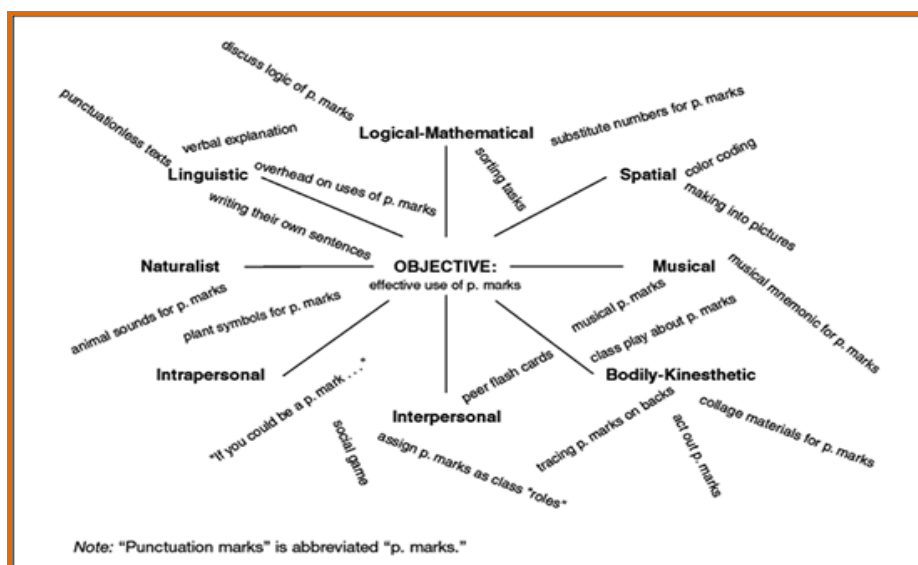 discuss logic of p. marks
punctuationless texts
verbal explanation
Logical-Mathematical
substitute numbers for p. marks
Linguistic
overhead on uses of p. marks
sorting tasks
Spatial
color coding
making into pictures
writing their own sentences
Naturalist
OBJECTIVE:
effective use of p. marks
Musical
musical mnemonic for p. marks
animal sounds for p. marks
plant symbols for p. marks
musical p. marks
class play about p. marks
Intrapersonal
"If you could be a p. mark . . ."
peer flash cards
Bodily-Kinesthetic
Interpersonal
social game
assign p. marks as class "roles"
tracing p. marks on backs
act out p. marks
collage materials for p. marks
Note: “Punctuation marks” is abbreviated “p. marks.”